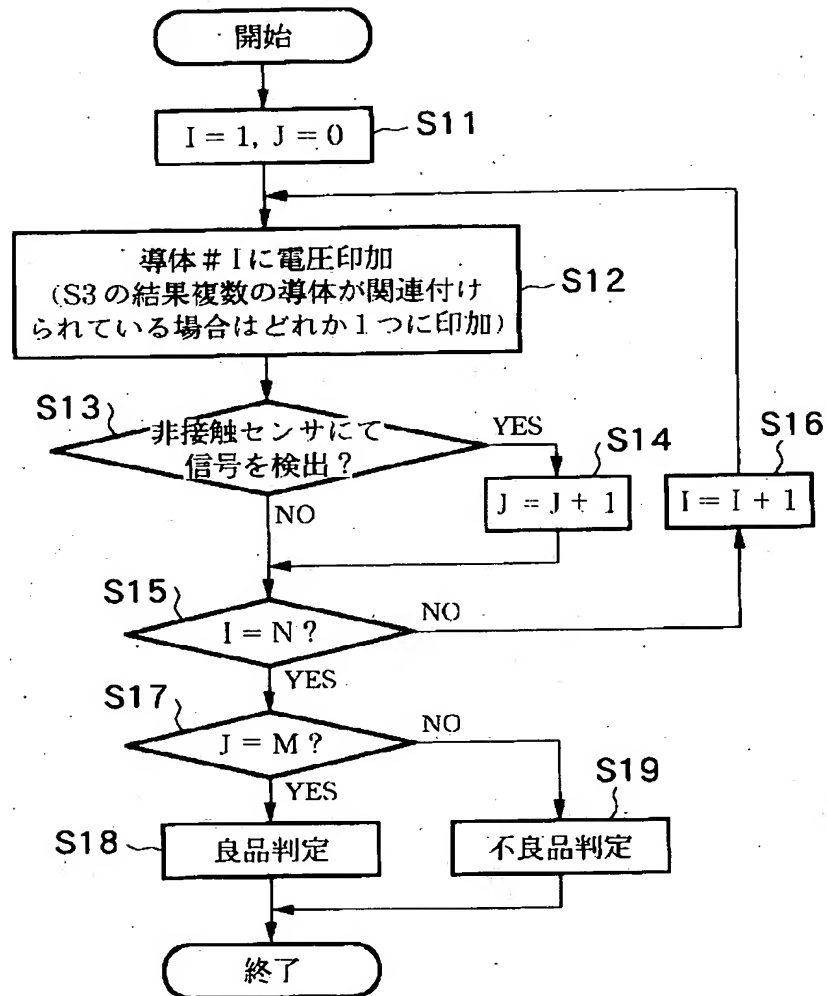 開始
I = 1, J = 0
S11
導体＃Iに電圧印加
（S3の結果複数の導体が関連付け
られている場合はどれか1つに印加）
S12
S13
非接触センサにて
信号を検出？
YES
NO
S14
J = J + 1
S16
I = I + 1
S15
I = N ?
NO
YES
S17
J = M ?
NO
YES
S18
良品判定
S19
不良品判定
終了